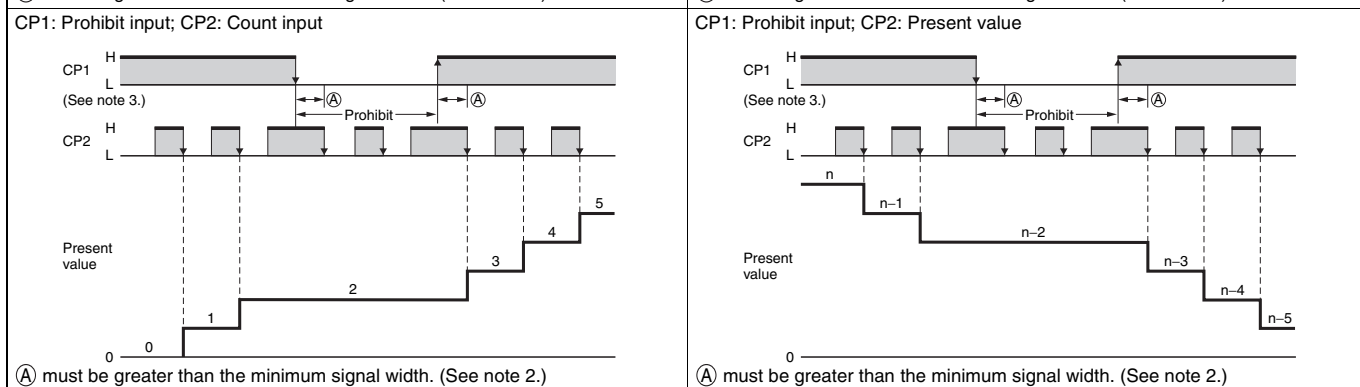 CP1: Prohibit input; CP2: Count input
H
CP1
L
(See note 3.)
Ⓐ
Ⓐ
Prohibit
H
CP2
L
5
4
3
Present
value
2
1
0
0
Ⓐ must be greater than the minimum signal width. (See note 2.)
CP1: Prohibit input; CP2: Present value
H
CP1
L
(See note 3.)
Ⓐ
Ⓐ
Prohibit
H
CP2
L
n
n–1
n–2
Present
value
n–3
n–4
n–5
0
Ⓐ must be greater than the minimum signal width. (See note 2.)